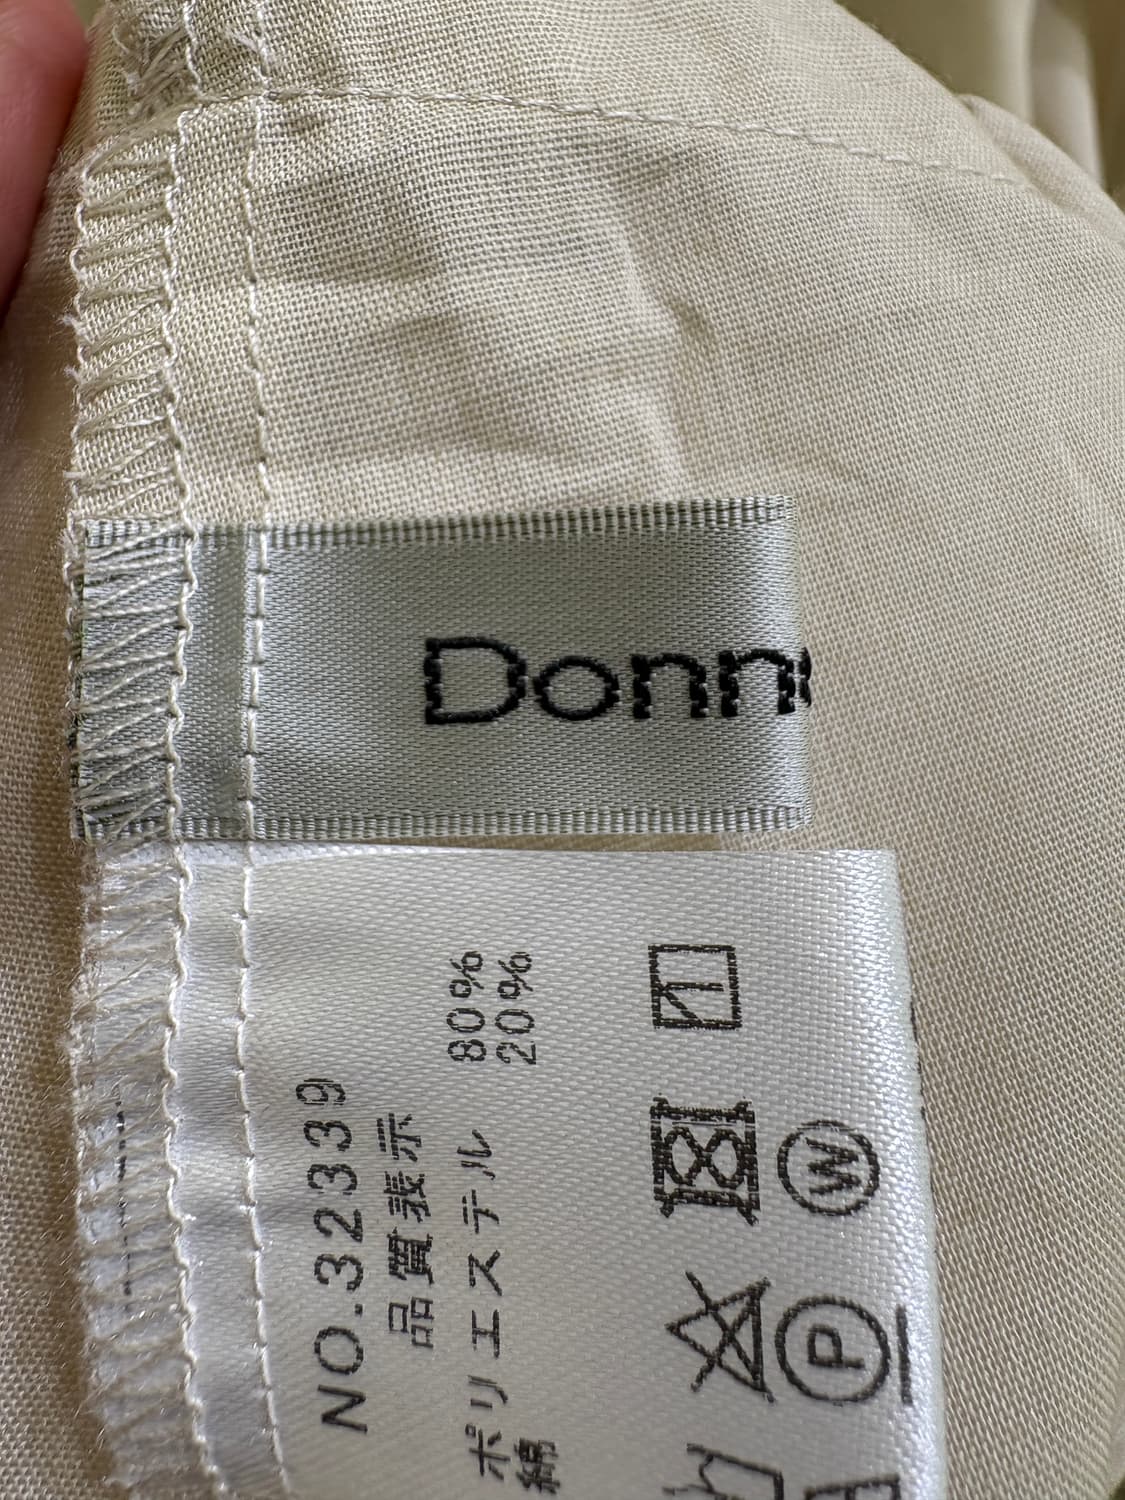 Donn
NO.32339
品質表示
ポリエステル 80%
綿 20%
P W